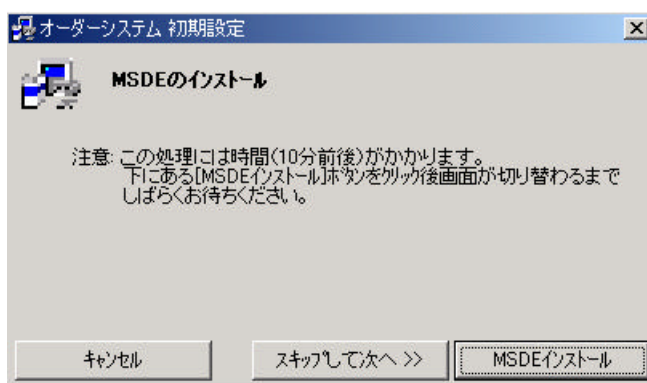 オーダーシステム 初期設定
MSDEのインストール
注意: この処理には時間(10分前後)がかかります。
下にある[MSDEインストール]ボタンをクリック後画面が切り替わるまで
しばらくお待ちください。
キャンセル
スキップして次へ >>
MSDEインストール